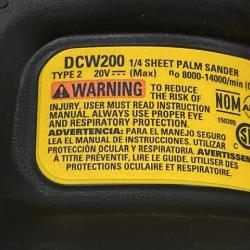 DCW200 1/4 SHEET PALM SANDER
TYPE 2 20V (Max) n₀ 8000-14000/min
WARNING TO REDUCE
THE RISK OF
INJURY, USER MUST READ INSTRUCTION
MANUAL. ALWAYS USE PROPER EYE
AND RESPIRATORY PROTECTION.
ADVERTENCIA: PARA EL MANEJO SEGURO
LEA EL MANUAL DE INSTRUCCIONES. UTILIZAR
PROTECCIÓN OCULAR Y RESPIRATORIA. AVERTISSEMENT
À TITRE PRÉVENTIF, LIRE LE GUIDE. UTILISER DES
PROTECTIONS OCULAIRE ET RESPIRATOIRE.
NOM